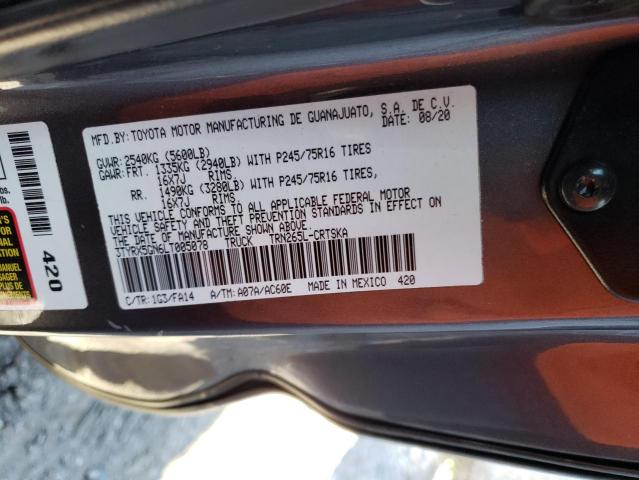 MFD.BY:TOYOTA MOTOR MANUFACTURING DE GUANAJUATO, S.A. DE C.V.
DATE: 08/20
GVWR: 2540KG (5600LB)
GAWR:FRT. 1335KG (2940LB) WITH P245/75R16 TIRES
16X7J RIMS
RR. 1490KG (3280LB) WITH P245/75R16 TIRES,
16X7J RIMS
THIS VEHICLE CONFORMS TO ALL APPLICABLE FEDERAL MOTOR
VEHICLE SAFETY AND THEFT PREVENTION STANDARDS IN EFFECT ON
THE DATE OF MANUFACTURE SHOWN ABOVE.
3TYRX5GN6LT005878 TRUCK TRN265L-CRTSKA
C/TR:1G3/FA14 A/TM:A07A/AC60E MADE IN MEXICO 420
lbs.
lb.
420